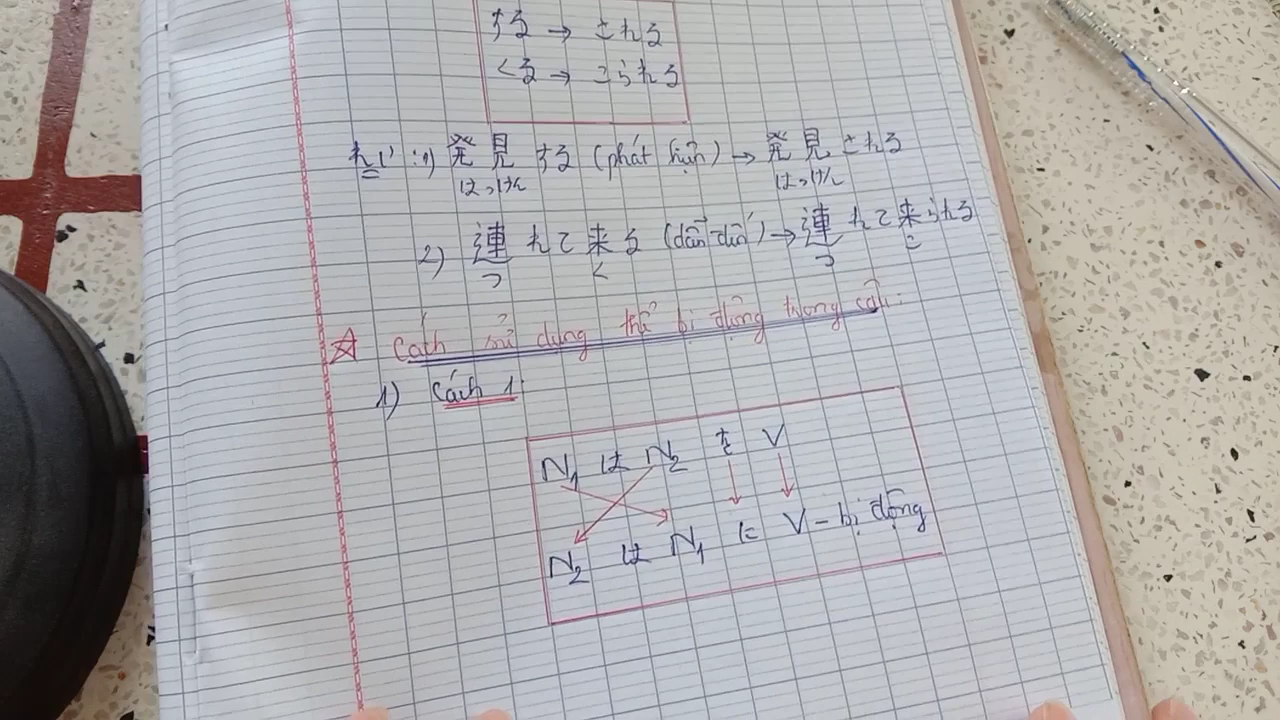 する → される
くる → こられる
れい : 1) 発見する (phát hiện) → 発見される
はっけん はっけん
2) 連れて来る (dẫn đến) → 連れて来られる
つ く つ こ
☆ Cách sử dụng thể bị động trong câu:
1) Cách 1:
N1 は N2 を V
N2 は N1 に V - bị động